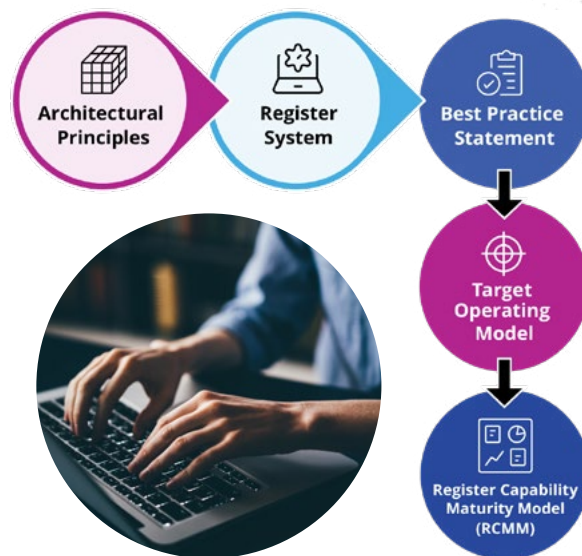 Architectural
Principles
Register
System
Best Practice
Statement
Target
Operating
Model
Register Capability
Maturity Model
(RCMM)